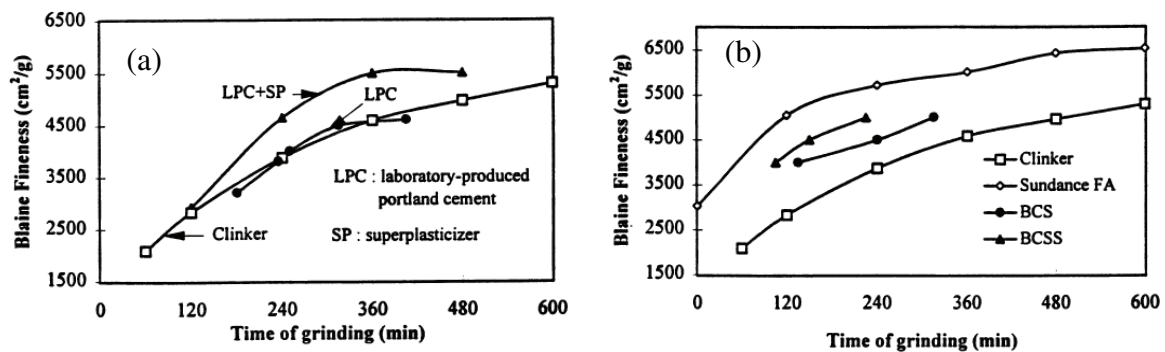 (a)
Blaine Fineness (cm²/g)
6500
5500
4500
3500
2500
1500
LPC+SP
LPC
LPC : laboratory-produced
portland cement
Clinker
SP : superplasticizer
0 120 240 360 480 600
Time of grinding (min)
(b)
Blaine Fineness (cm²/g)
6500
5500
4500
3500
2500
1500
Clinker
Sundance FA
BCS
BCSS
0 120 240 360 480 600
Time of grinding (min)